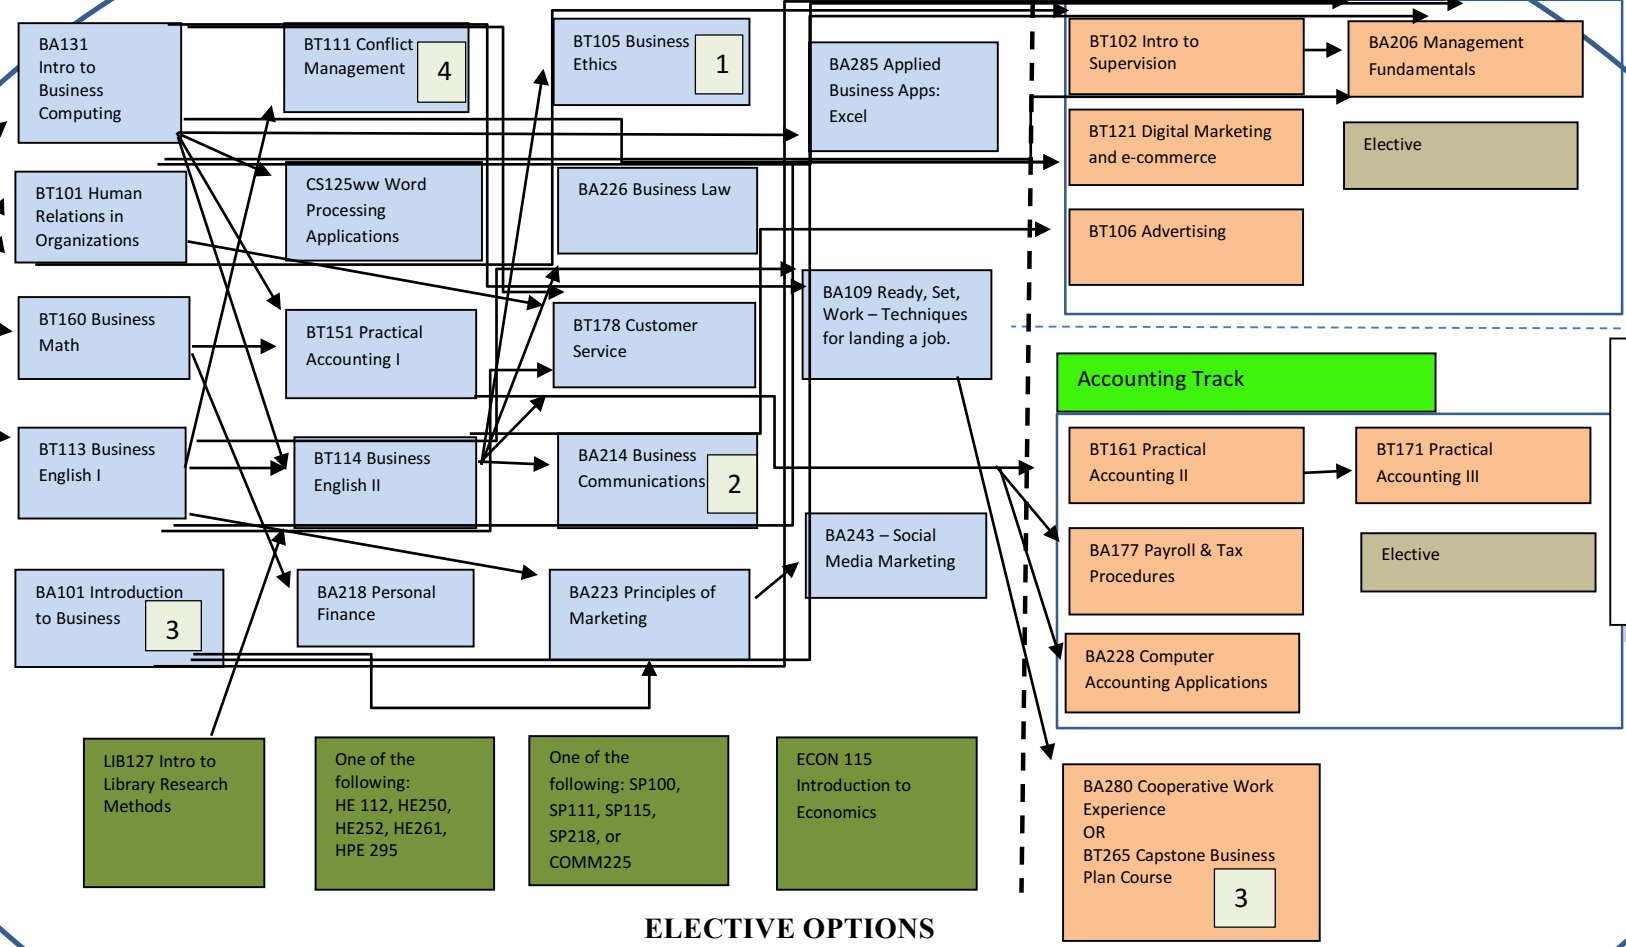 BA131
Intro to
Business
Computing
BT111 Conflict
Management
4
BT105 Business
Ethics
1
BA285 Applied
Business Apps:
Excel
BT102 Intro to
Supervision
BA206 Management
Fundamentals
BT121 Digital Marketing
and e-commerce
Elective
BT101 Human
Relations in
Organizations
CS125ww Word
Processing
Applications
BA226 Business Law
BT106 Advertising
BT160 Business
Math
BT151 Practical
Accounting I
BT178 Customer
Service
BA109 Ready, Set,
Work – Techniques
for landing a job.
Accounting Track
BT113 Business
English I
BT114 Business
English II
BA214 Business
Communications
2
BT161 Practical
Accounting II
BT171 Practical
Accounting III
BA243 – Social
Media Marketing
BA177 Payroll & Tax
Procedures
Elective
BA101 Introduction
to Business
3
BA218 Personal
Finance
BA223 Principles of
Marketing
BA228 Computer
Accounting Applications
LIB127 Intro to
Library Research
Methods
One of the
following:
HE 112, HE250,
HE252, HE261,
HPE 295
One of the
following: SP100,
SP111, SP115,
SP218, or
COMM225
ECON 115
Introduction to
Economics
BA280 Cooperative Work
Experience
OR
BT265 Capstone Business
Plan Course
3
ELECTIVE OPTIONS